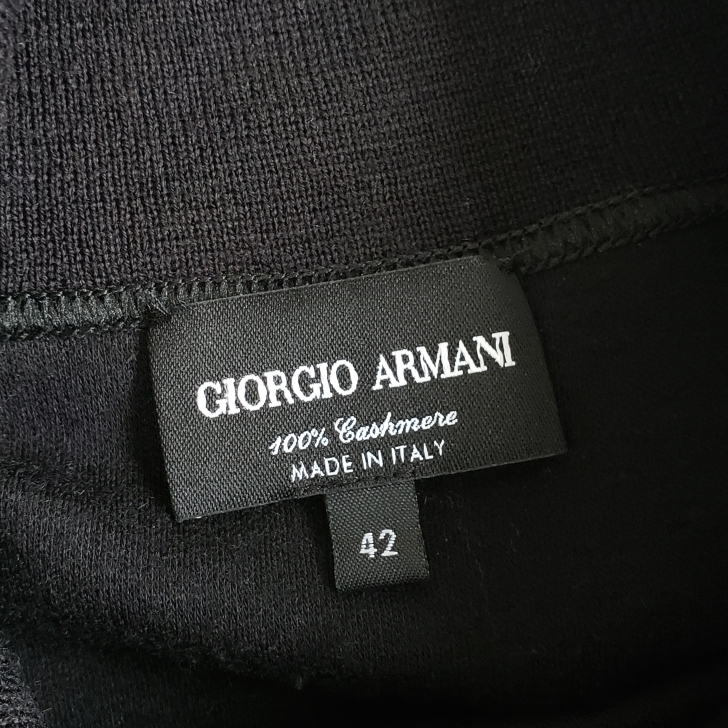 GIORGIO ARMANI
100% Cashmere
MADE IN ITALY
42